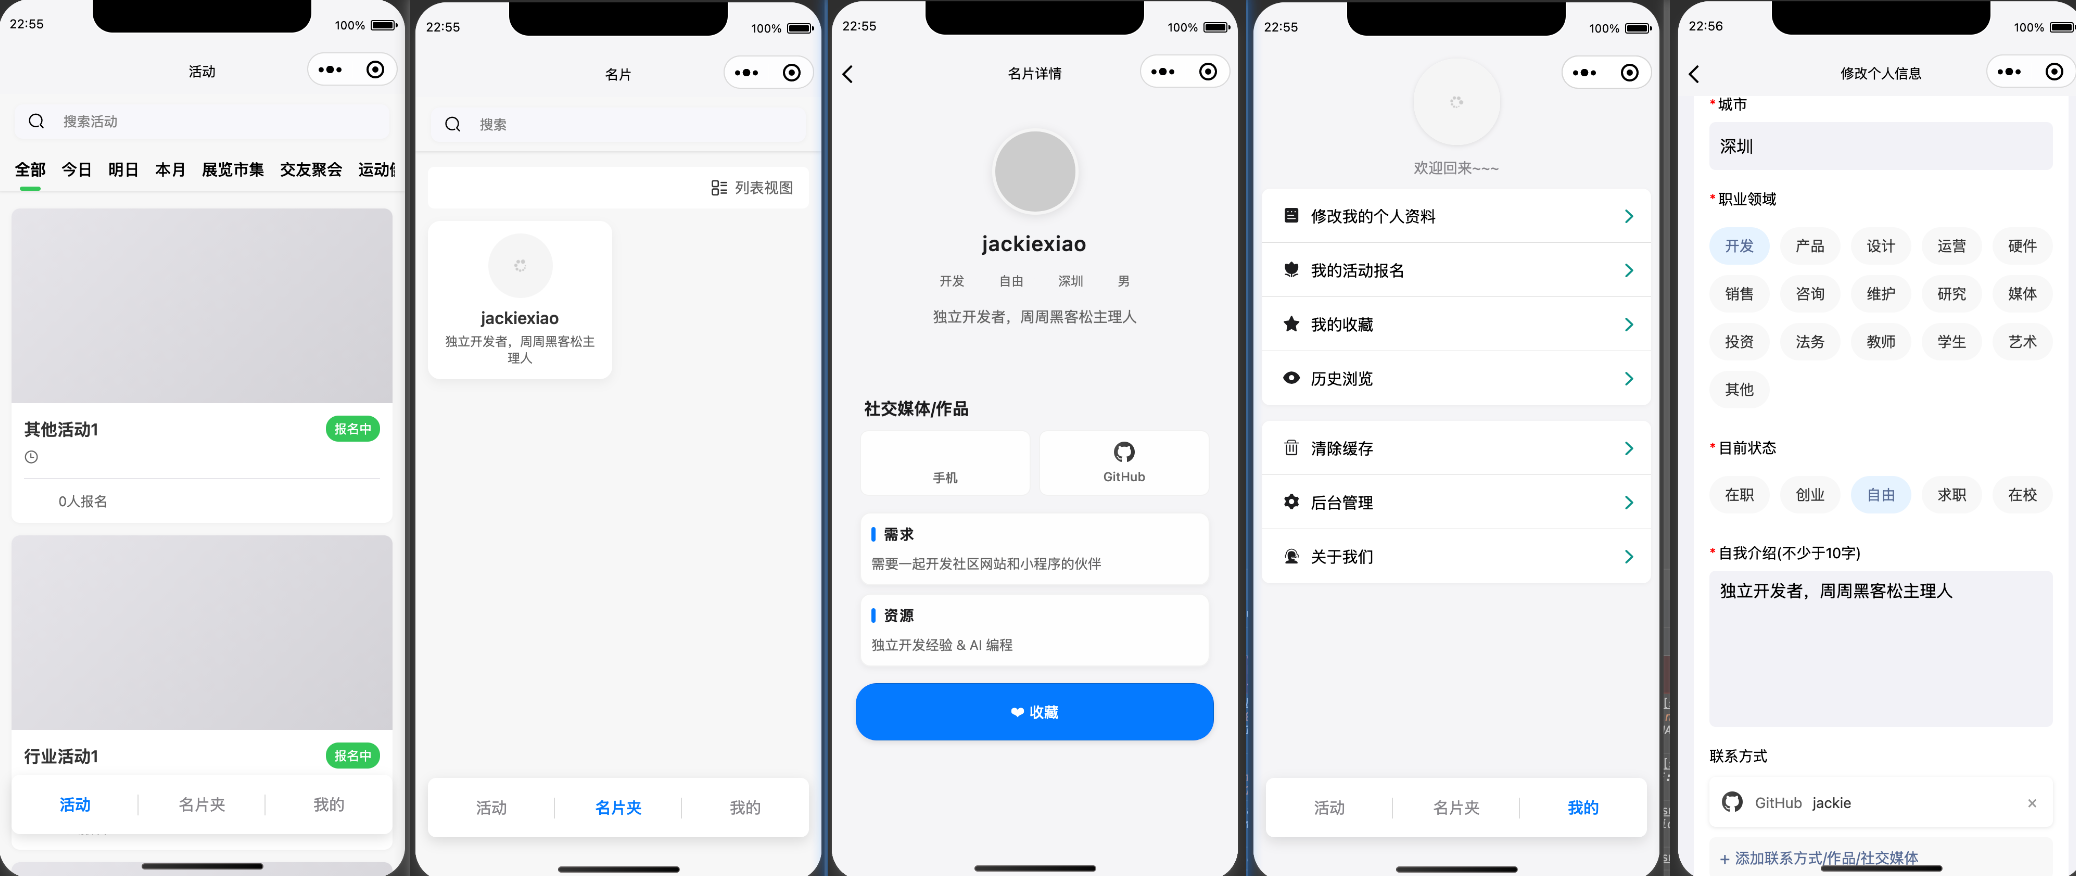 22:55
100%
活动
搜索活动
全部 今日 明日 本月 展览市集 交友聚会 运动
其他活动1
报名中
0人报名
行业活动1
报名中
活动 名片夹 我的
22:55
100%
名片
搜索
列表视图
jackiexiao
独立开发者，周周黑客松主
理人
活动 名片夹 我的
22:55
100%
名片详情
jackiexiao
开发 自由 深圳 男
独立开发者，周周黑客松主理人
社交媒体/作品
手机 GitHub
需求
需要一起开发社区网站和小程序的伙伴
资源
独立开发经验 & AI 编程
❤ 收藏
22:55
100%
欢迎回来~~~
修改我的个人资料
我的活动报名
我的收藏
历史浏览
清除缓存
后台管理
关于我们
活动 名片夹 我的
22:56
100%
修改个人信息
*城市
深圳
*职业领域
开发 产品 设计 运营 硬件
销售 咨询 维护 研究 媒体
投资 法务 教师 学生 艺术
其他
*目前状态
在职 创业 自由 求职 在校
*自我介绍(不少于10字)
独立开发者，周周黑客松主理人
联系方式
GitHub jackie ×
+ 添加联系方式/作品/社交媒体